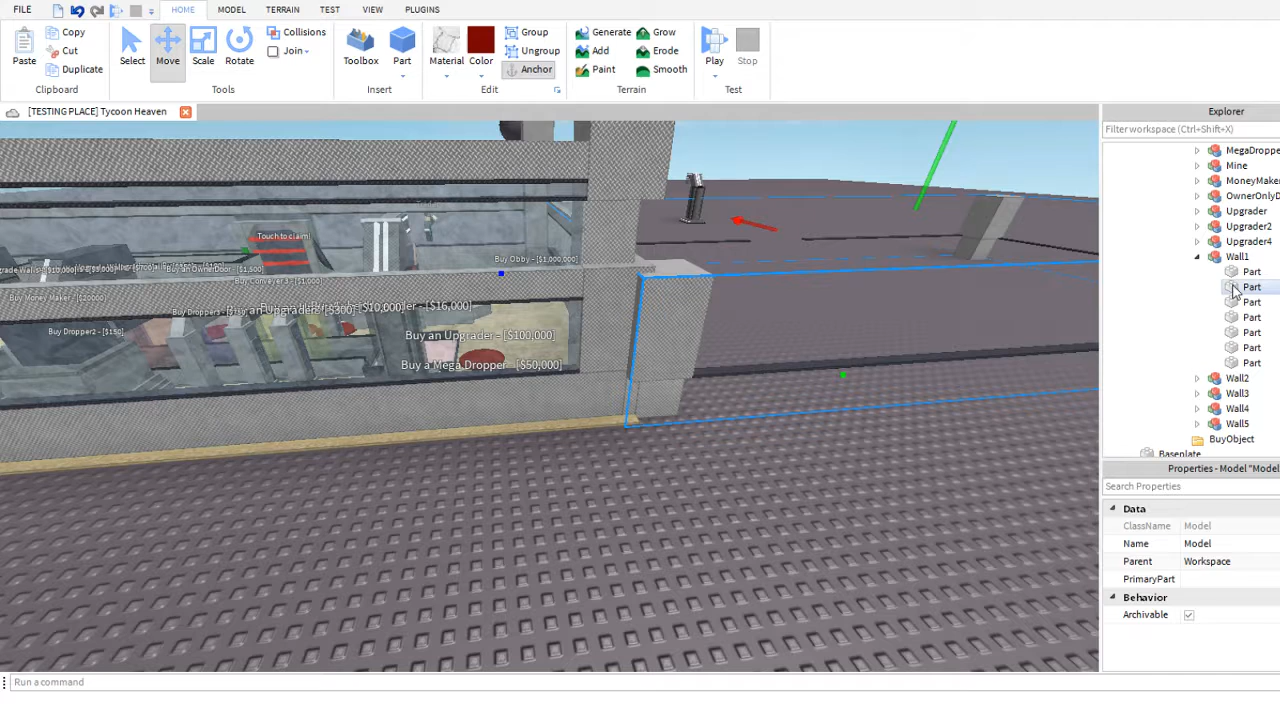 FILE HOME MODEL TERRAIN TEST VIEW PLUGINS
Paste
Copy
Cut
Duplicate
Clipboard
Select
Move
Scale
Rotate
Collisions
Join
Tools
Toolbox
Part
Insert
Material
Color
Group
Ungroup
Anchor
Edit
Generate
Add
Paint
Grow
Erode
Smooth
Terrain
Play
Stop
Test
[TESTING PLACE] Tycoon Heaven
Touch to claim!
Buy Obby - [$1,000,000]
Buy Money Maker - [$20000]
Buy Dropper2 - [$150]
Buy an Upgrader - [$100,000]
Buy a Mega Dropper - [$50,000]
Explorer
Filter workspace (Ctrl+Shift+X)
MegaDroppe
Mine
MoneyMake
OwnerOnlyD
Upgrader
Upgrader2
Upgrader4
Wall1
Part
Part
Part
Part
Part
Part
Part
Wall2
Wall3
Wall4
Wall5
BuyObject
Baseplate
Properties - Model "Model
Search Properties
Data
ClassName Model
Name Model
Parent Workspace
PrimaryPart
Behavior
Archivable
Run a command